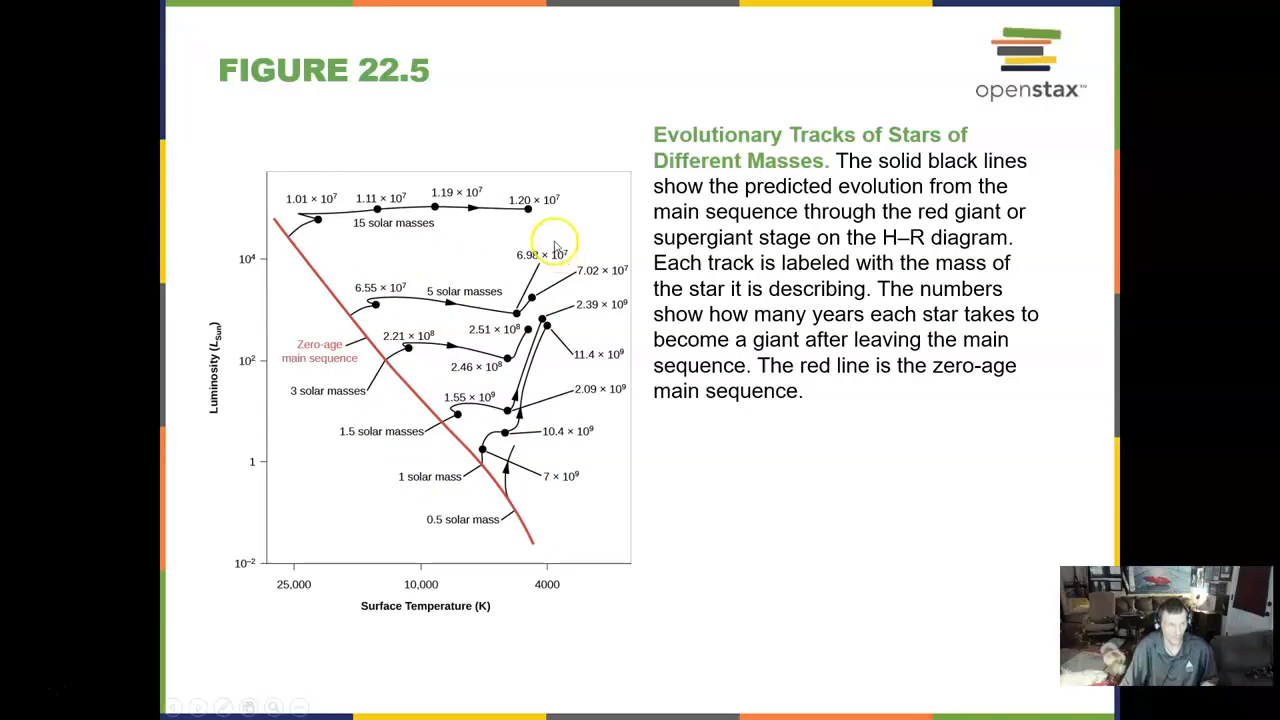 FIGURE 22.5
openstax™
Evolutionary Tracks of Stars of
Different Masses. The solid black lines
show the predicted evolution from the
main sequence through the red giant or
supergiant stage on the H–R diagram.
Each track is labeled with the mass of
the star it is describing. The numbers
show how many years each star takes to
become a giant after leaving the main
sequence. The red line is the zero-age
main sequence.
1.01 × 10⁷ 1.11 × 10⁷ 1.19 × 10⁷ 1.20 × 10⁷
15 solar masses
10⁴
6.98 × 10⁷
7.02 × 10⁷
6.55 × 10⁷ 5 solar masses
2.39 × 10⁹
2.21 × 10⁸ 2.51 × 10⁸
Zero-age
main sequence
11.4 × 10⁹
10²
2.46 × 10⁸
3 solar masses
2.09 × 10⁹
1.55 × 10⁹
1.5 solar masses
10.4 × 10⁹
1
1 solar mass
7 × 10⁹
0.5 solar mass
10⁻²
Luminosity (LSun)
25,000 10,000 4000
Surface Temperature (K)